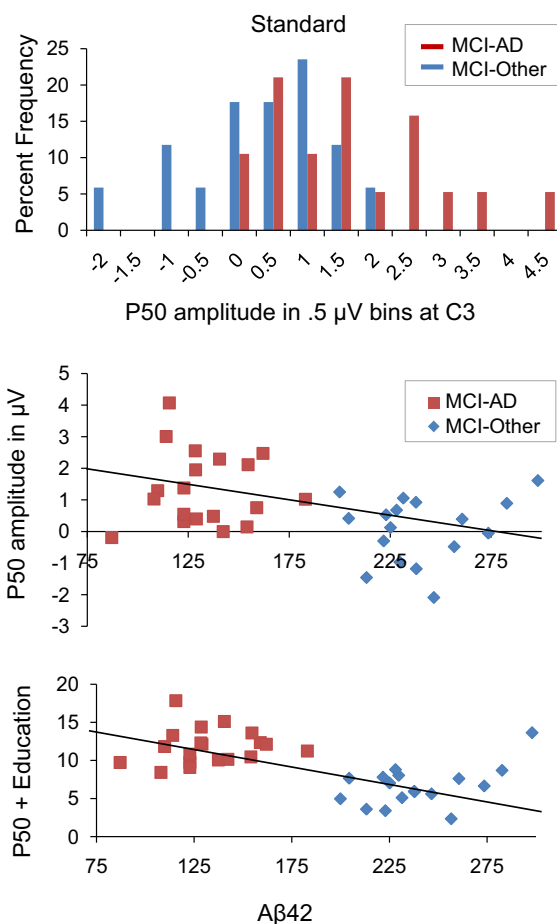 Standard
MCI-AD
MCI-Other
Percent Frequency
25
20
15
10
5
0
-2 -1.5 -1 -0.5 0 0.5 1 1.5 2 2.5 3 3.5 4 4.5
P50 amplitude in .5 µV bins at C3
MCI-AD
MCI-Other
P50 amplitude in µV
5
4
3
2
1
0
-1
-2
-3
75 125 175 225 275
P50 + Education
20
15
10
5
0
75 125 175 225 275
Aβ42